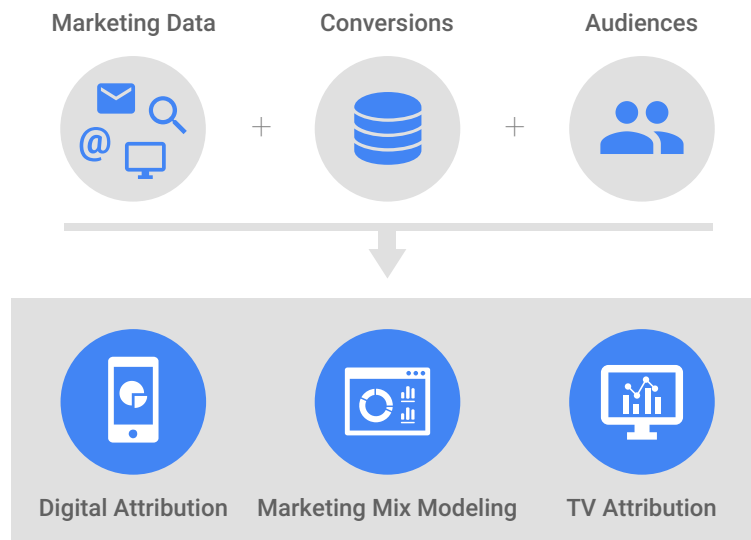 Marketing Data
Conversions
Audiences
@
+
+
Digital Attribution
Marketing Mix Modeling
TV Attribution